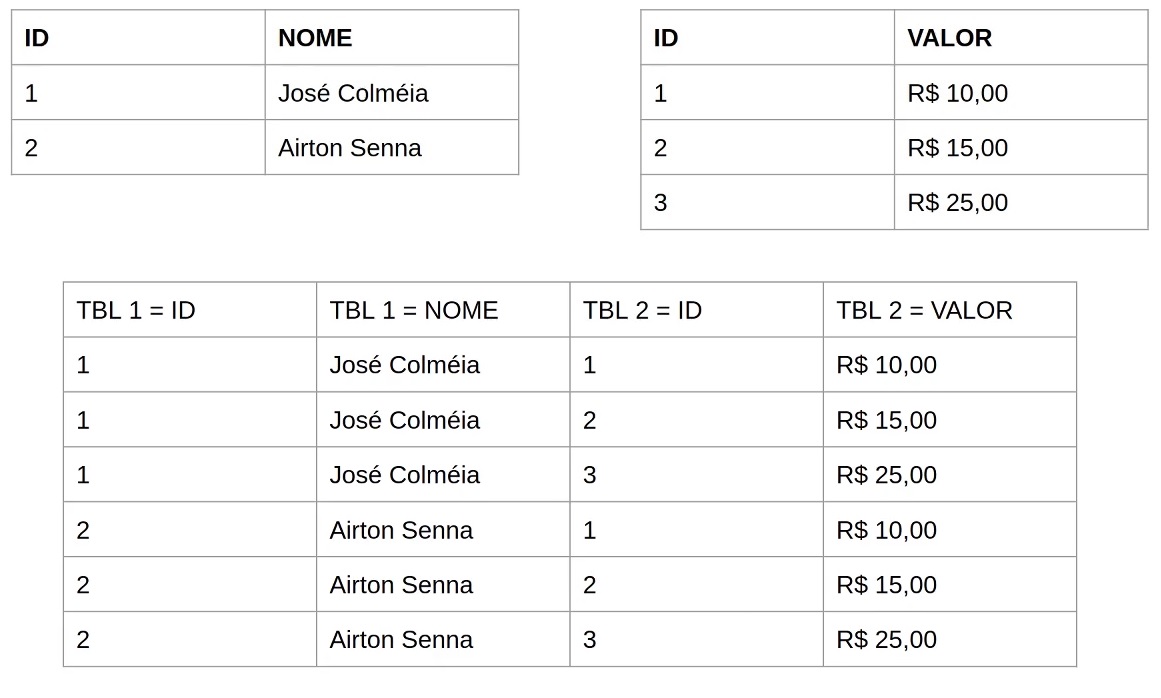 ID NOME
1 José Colméia
2 Airton Senna
ID VALOR
1 R$ 10,00
2 R$ 15,00
3 R$ 25,00
TBL 1 = ID TBL 1 = NOME TBL 2 = ID TBL 2 = VALOR
1 José Colméia 1 R$ 10,00
1 José Colméia 2 R$ 15,00
1 José Colméia 3 R$ 25,00
2 Airton Senna 1 R$ 10,00
2 Airton Senna 2 R$ 15,00
2 Airton Senna 3 R$ 25,00